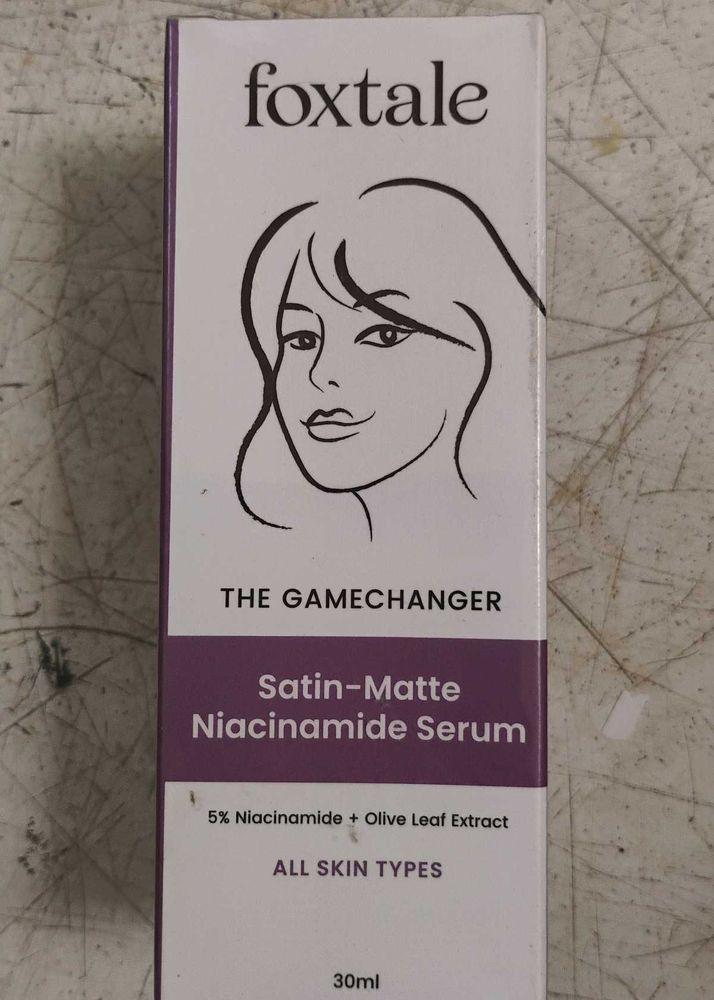 foxtale
THE GAMECHANGER
Satin-Matte
Niacinamide Serum
5% Niacinamide + Olive Leaf Extract
ALL SKIN TYPES
30ml